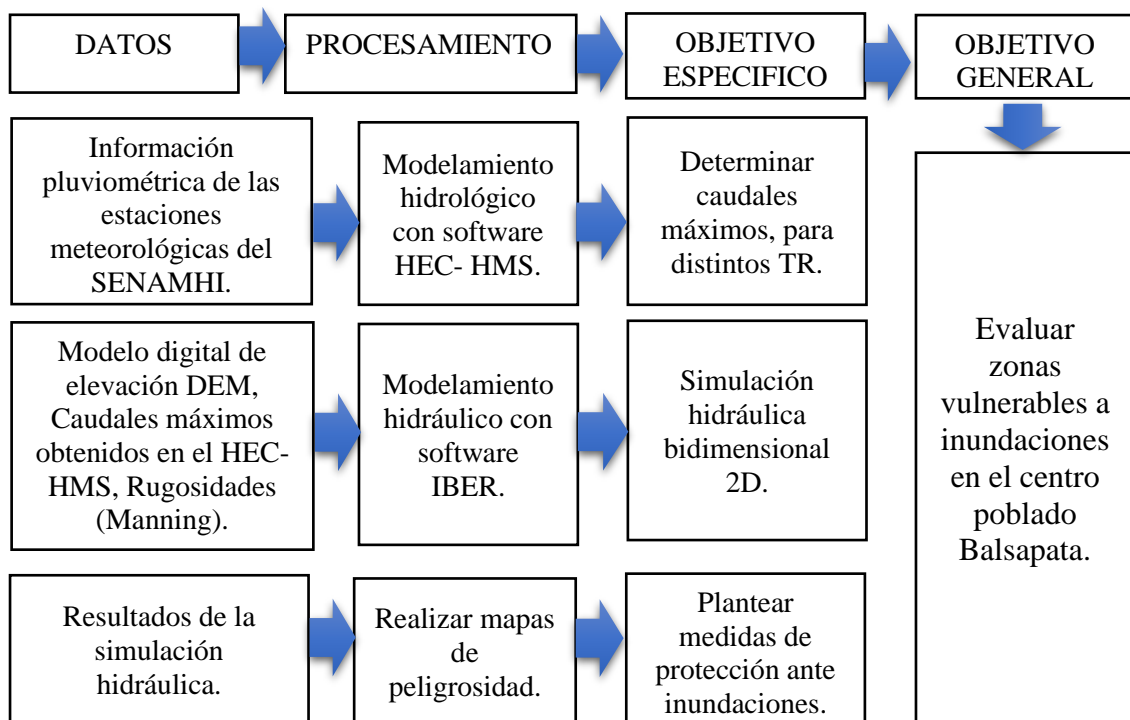 DATOS
PROCESAMIENTO
OBJETIVO
ESPECIFICO
OBJETIVO
GENERAL
Información
pluviométrica de las
estaciones
meteorológicas del
SENAMHI.
Modelamiento
hidrológico
con software
HEC- HMS.
Determinar
caudales
máximos, para
distintos TR.
Modelo digital de
elevación DEM,
Caudales máximos
obtenidos en el HEC-
HMS, Rugosidades
(Manning).
Modelamiento
hidráulico con
software
IBER.
Simulación
hidráulica
bidimensional
2D.
Resultados de la
simulación
hidráulica.
Realizar mapas
de
peligrosidad.
Plantear
medidas de
protección ante
inundaciones.
Evaluar
zonas
vulnerables a
inundaciones
en el centro
poblado
Balsapata.